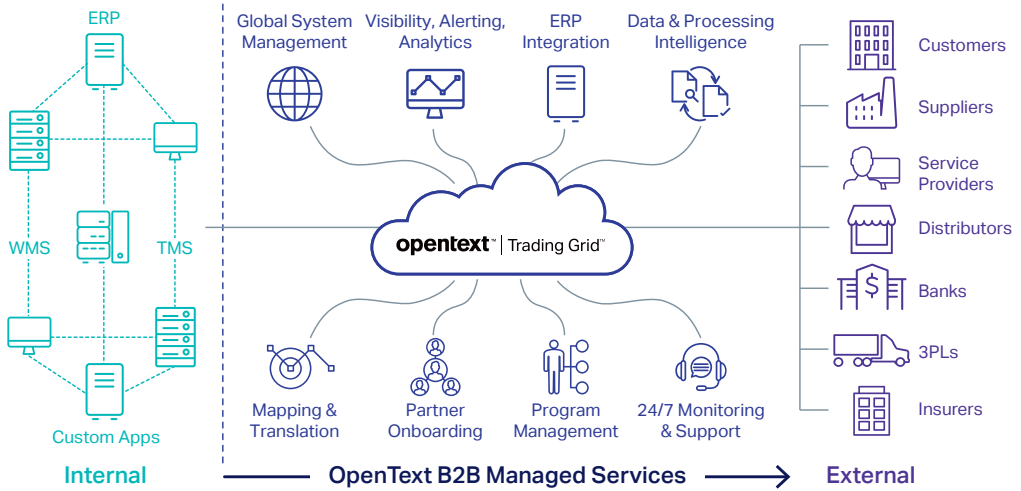 ERP
WMS
TMS
Custom Apps
Internal
Global System
Management
Visibility, Alerting,
Analytics
ERP
Integration
Data & Processing
Intelligence
opentext™ | Trading Grid™
Mapping &
Translation
Partner
Onboarding
Program
Management
24/7 Monitoring
& Support
OpenText B2B Managed Services
Customers
Suppliers
Service
Providers
Distributors
$
Banks
3PLs
Insurers
External